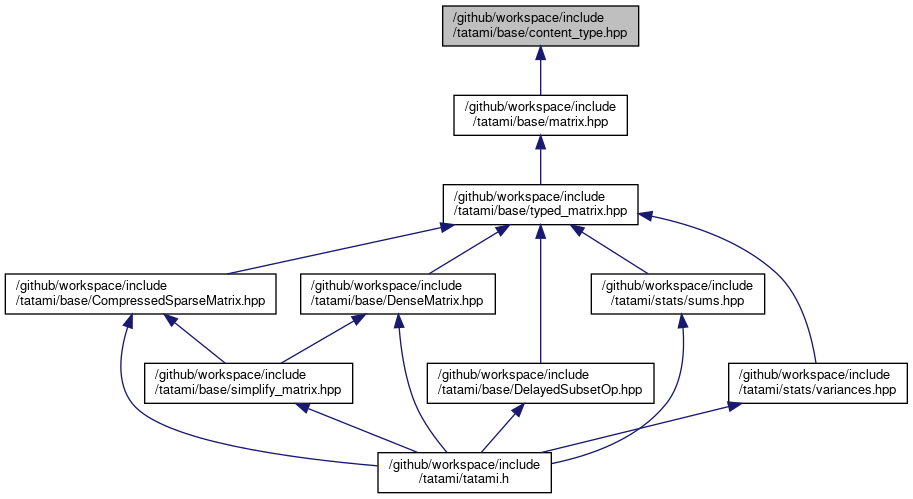 /github/workspace/include
/tatami/base/content_type.hpp
/github/workspace/include
/tatami/base/matrix.hpp
/github/workspace/include
/tatami/base/typed_matrix.hpp
/github/workspace/include
/tatami/base/CompressedSparseMatrix.hpp
/github/workspace/include
/tatami/base/DenseMatrix.hpp
/github/workspace/include
/tatami/stats/sums.hpp
/github/workspace/include
/tatami/base/simplify_matrix.hpp
/github/workspace/include
/tatami/base/DelayedSubsetOp.hpp
/github/workspace/include
/tatami/stats/variances.hpp
/github/workspace/include
/tatami/tatami.h